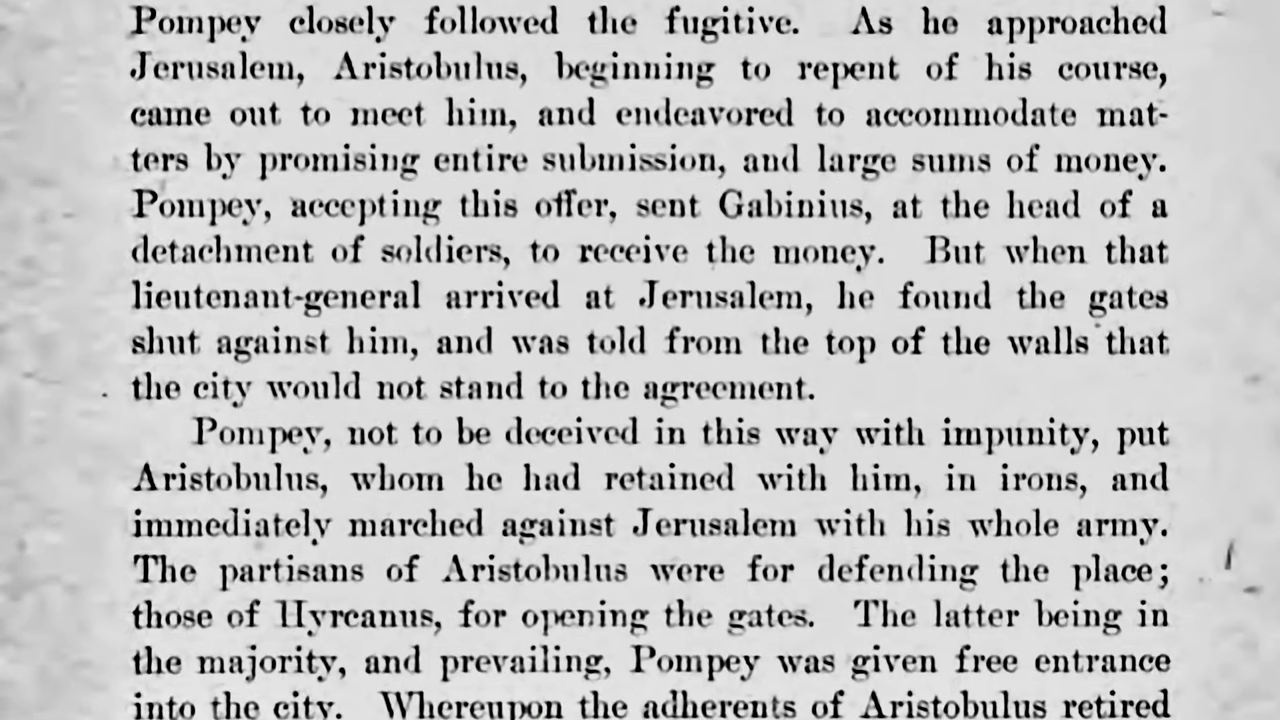 Pompey closely followed the fugitive. As he approached
Jerusalem, Aristobulus, beginning to repent of his course,
came out to meet him, and endeavored to accommodate mat-
ters by promising entire submission, and large sums of money.
Pompey, accepting this offer, sent Gabinius, at the head of a
detachment of soldiers, to receive the money. But when that
lieutenant-general arrived at Jerusalem, he found the gates
shut against him, and was told from the top of the walls that
the city would not stand to the agreement.
Pompey, not to be deceived in this way with impunity, put
Aristobulus, whom he had retained with him, in irons, and
immediately marched against Jerusalem with his whole army.
The partisans of Aristobulus were for defending the place;
those of Hyrcanus, for opening the gates. The latter being in
the majority, and prevailing, Pompey was given free entrance
into the city. Whereupon the adherents of Aristobulus retired